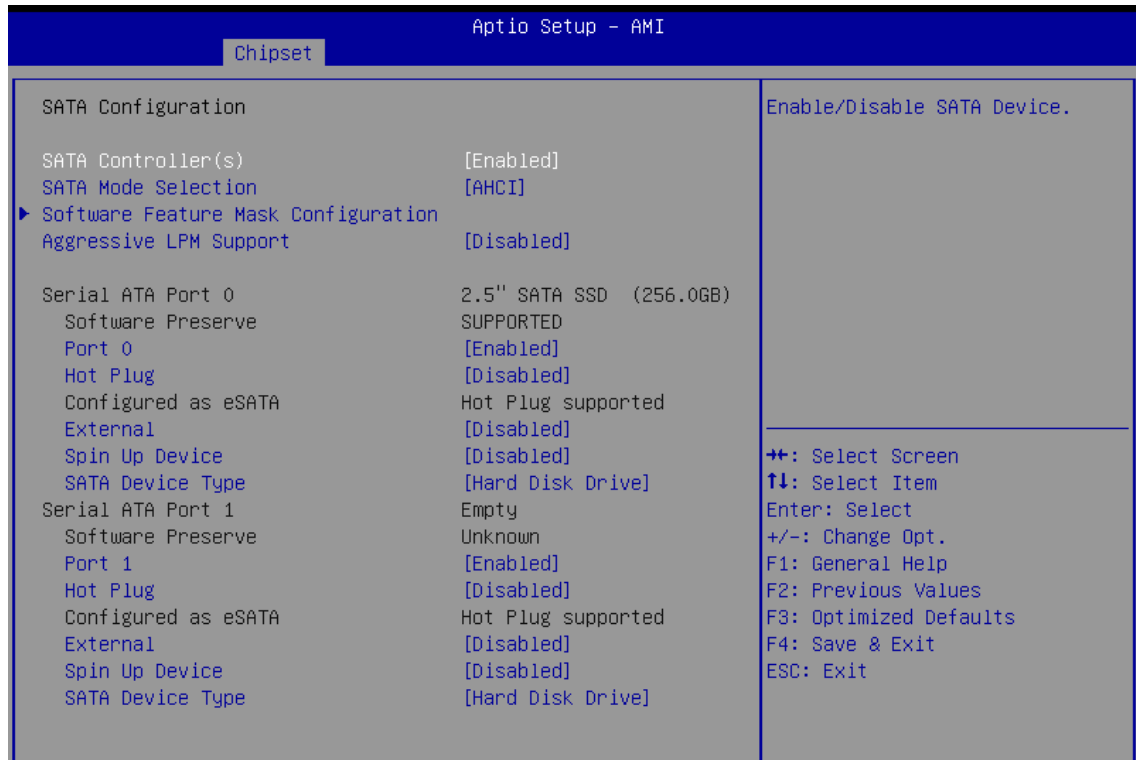 Aptio Setup – AMI
Chipset
SATA Configuration
SATA Controller(s) [Enabled]
SATA Mode Selection [AHCI]
▶ Software Feature Mask Configuration
Aggressive LPM Support [Disabled]
Serial ATA Port 0 2.5" SATA SSD (256.0GB)
Software Preserve SUPPORTED
Port 0 [Enabled]
Hot Plug [Disabled]
Configured as eSATA Hot Plug supported
External [Disabled]
Spin Up Device [Disabled]
SATA Device Type [Hard Disk Drive]
Serial ATA Port 1 Empty
Software Preserve Unknown
Port 1 [Enabled]
Hot Plug [Disabled]
Configured as eSATA Hot Plug supported
External [Disabled]
Spin Up Device [Disabled]
SATA Device Type [Hard Disk Drive]
Enable/Disable SATA Device.
→←: Select Screen
↑↓: Select Item
Enter: Select
+/-: Change Opt.
F1: General Help
F2: Previous Values
F3: Optimized Defaults
F4: Save & Exit
ESC: Exit